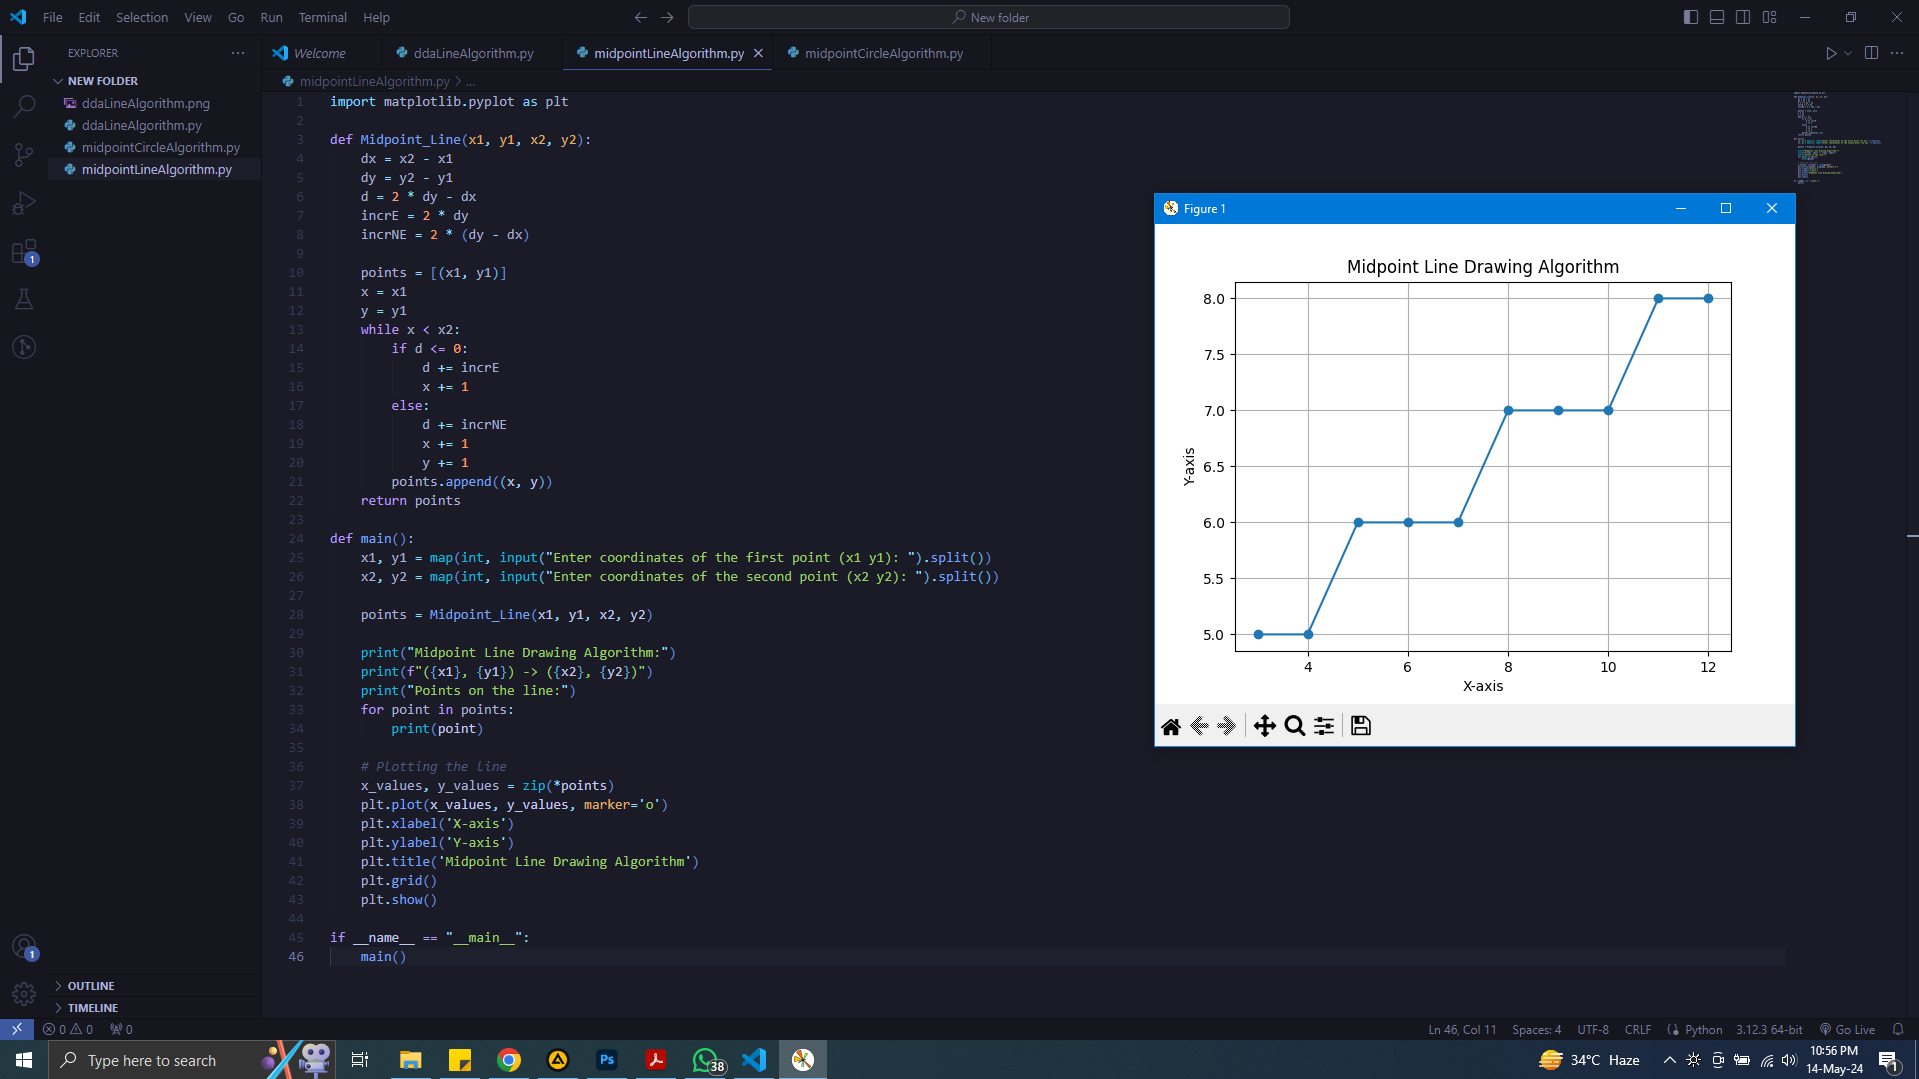 File Edit Selection View Go Run Terminal Help
New folder
EXPLORER
NEW FOLDER
ddaLineAlgorithm.png
ddaLineAlgorithm.py
midpointCircleAlgorithm.py
midpointLineAlgorithm.py
OUTLINE
TIMELINE
1
1
Welcome ddaLineAlgorithm.py midpointLineAlgorithm.py midpointCircleAlgorithm.py
midpointLineAlgorithm.py > ...
1 import matplotlib.pyplot as plt
2
3 def Midpoint_Line(x1, y1, x2, y2):
4 dx = x2 - x1
5 dy = y2 - y1
6 d = 2 * dy - dx
7 incrE = 2 * dy
8 incrNE = 2 * (dy - dx)
9
10 points = [(x1, y1)]
11 x = x1
12 y = y1
13 while x < x2:
14 if d <= 0:
15 d += incrE
16 x += 1
17 else:
18 d += incrNE
19 x += 1
20 y += 1
21 points.append((x, y))
22 return points
23
24 def main():
25 x1, y1 = map(int, input("Enter coordinates of the first point (x1 y1): ").split())
26 x2, y2 = map(int, input("Enter coordinates of the second point (x2 y2): ").split())
27
28 points = Midpoint_Line(x1, y1, x2, y2)
29
30 print("Midpoint Line Drawing Algorithm:")
31 print(f"({x1}, {y1}) -> ({x2}, {y2})")
32 print("Points on the line:")
33 for point in points:
34 print(point)
35
36 # Plotting the line
37 x_values, y_values = zip(*points)
38 plt.plot(x_values, y_values, marker='o')
39 plt.xlabel('X-axis')
40 plt.ylabel('Y-axis')
41 plt.title('Midpoint Line Drawing Algorithm')
42 plt.grid()
43 plt.show()
44
45 if __name__ == "__main__":
46 main()
Figure 1
Midpoint Line Drawing Algorithm
8.0
7.5
7.0
6.5
6.0
5.5
5.0
Y-axis
4 6 8 10 12
X-axis
0 0 0
Ln 46, Col 11 Spaces: 4 UTF-8 CRLF Python 3.12.3 64-bit Go Live
Type here to search
Ps
38
34°C Haze
10:56 PM
14-May-24
1